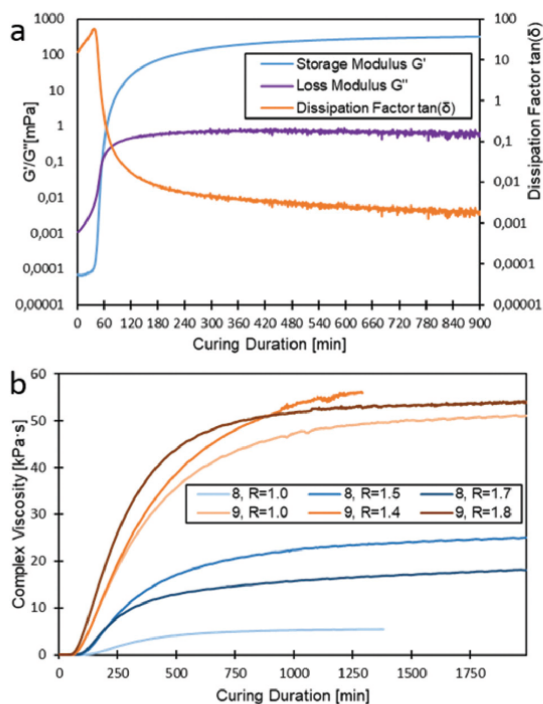 a
1000
100
10
1
0,1
0,01
0,001
0,0001
0,00001
G'/G''[mPa]
Storage Modulus G'
Loss Modulus G''
Dissipation Factor tan(δ)
100
10
1
0,1
0,01
0,001
0,0001
0,00001
Dissipation Factor tan(δ)
0 60 120 180 240 300 360 420 480 540 600 660 720 780 840 900
Curing Duration [min]
b
60
50
40
30
20
10
0
Complex Viscosity [kPa·s]
8, R=1.0 8, R=1.5 8, R=1.7
9, R=1.0 9, R=1.4 9, R=1.8
0 250 500 750 1000 1250 1500 1750
Curing Duration [min]